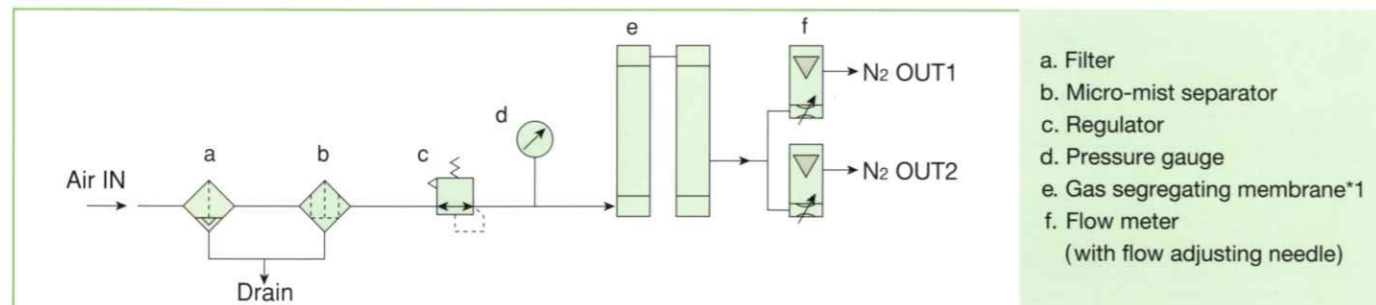 Air IN
a
b
c
d
e
f
Drain
N₂ OUT1
N₂ OUT2
a. Filter
b. Micro-mist separator
c. Regulator
d. Pressure gauge
e. Gas segregating membrane*1
f. Flow meter
(with flow adjusting needle)